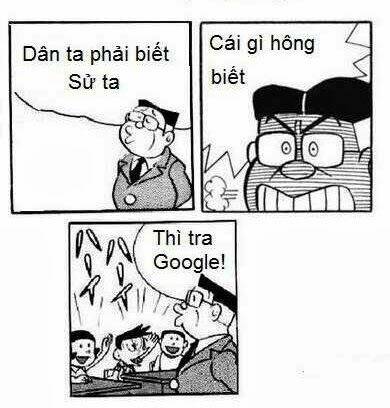 Dân ta phải biết
Sử ta
Cái gì hông
biết
Thì tra
Google!